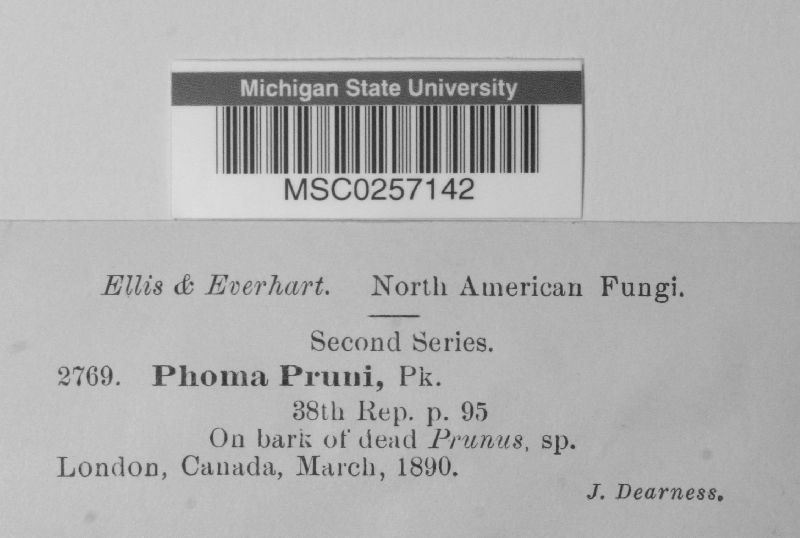 Michigan State University
MSC0257142
Ellis & Everhart. North American Fungi.
Second Series.
2769. Phoma Pruni, Pk.
38th Rep. p. 95
On bark of dead Prunus, sp.
London, Canada, March, 1890.
J. Dearness.